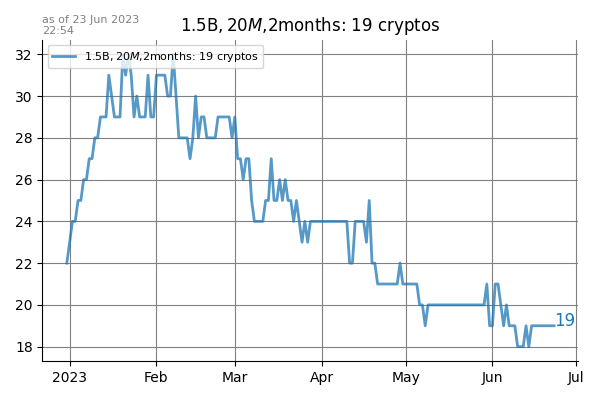 as of 23 Jun 2023
22:54
1.5B, 20M,2months: 19 cryptos
1.5B, 20M,2months: 19 cryptos
32
30
28
26
24
22
20
18
19
2023
Feb
Mar
Apr
May
Jun
Jul